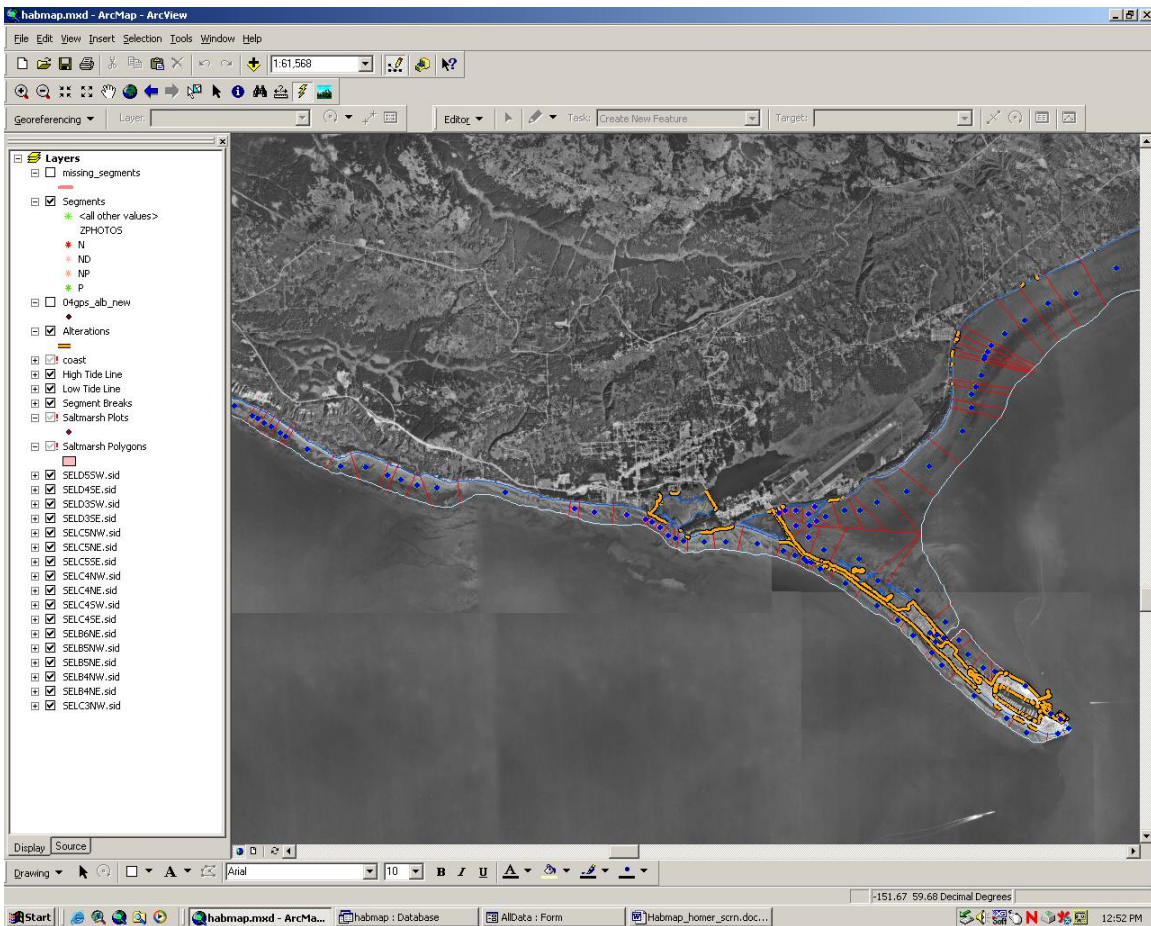 habmap.mxd - ArcMap - ArcView
File Edit View Insert Selection Tools Window Help
1:61,568
Georeferencing Layer: Editor Task: Create New Feature Target:
Layers
missing_segments
Segments
<all other values>
ZPHOTOS
N
ND
NP
P
04gps_alb_new
Alterations
coast
High Tide Line
Low Tide Line
Segment Breaks
Saltmarsh Plots
Saltmarsh Polygons
SELD5SW.sid
SELD4SE.sid
SELD3SW.sid
SELD3SE.sid
SELC5NW.sid
SELC5NE.sid
SELC5SE.sid
SELC4NW.sid
SELC4NE.sid
SELC4SW.sid
SELC4SE.sid
SELB6NE.sid
SELB5NW.sid
SELB5NE.sid
SELB4NW.sid
SELB4NE.sid
SELC3NW.sid
Display Source
Drawing A Arial 10 B I U A
-151.67 59.68 Decimal Degrees
Start habmap.mxd - ArcMa... habmap : Database AllData : Form Habmap_homer_scrn.doc... 12:52 PM